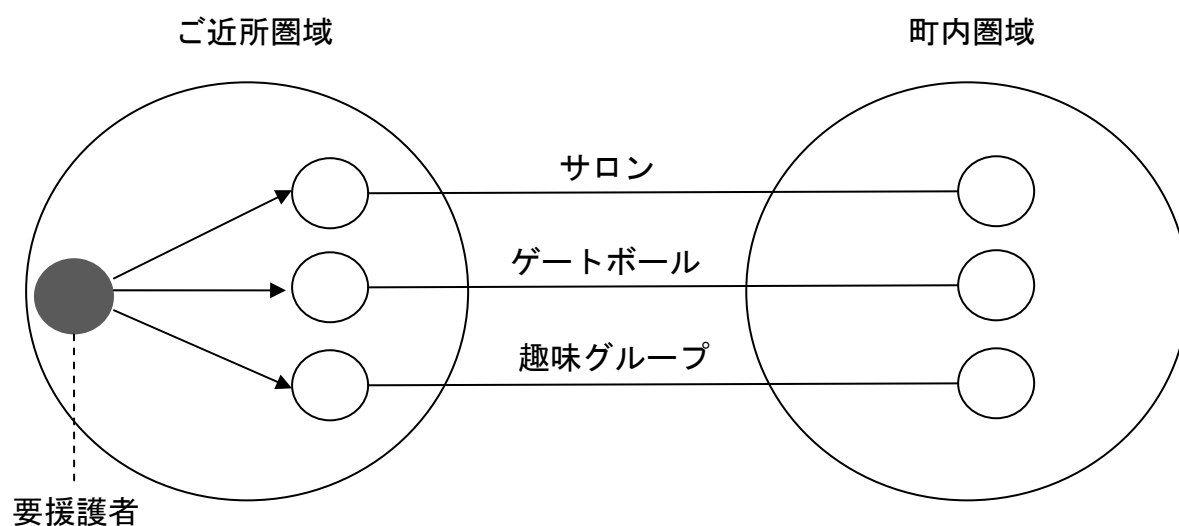 ご近所圏域
町内圏域
サロン
ゲートボール
趣味グループ
要援護者